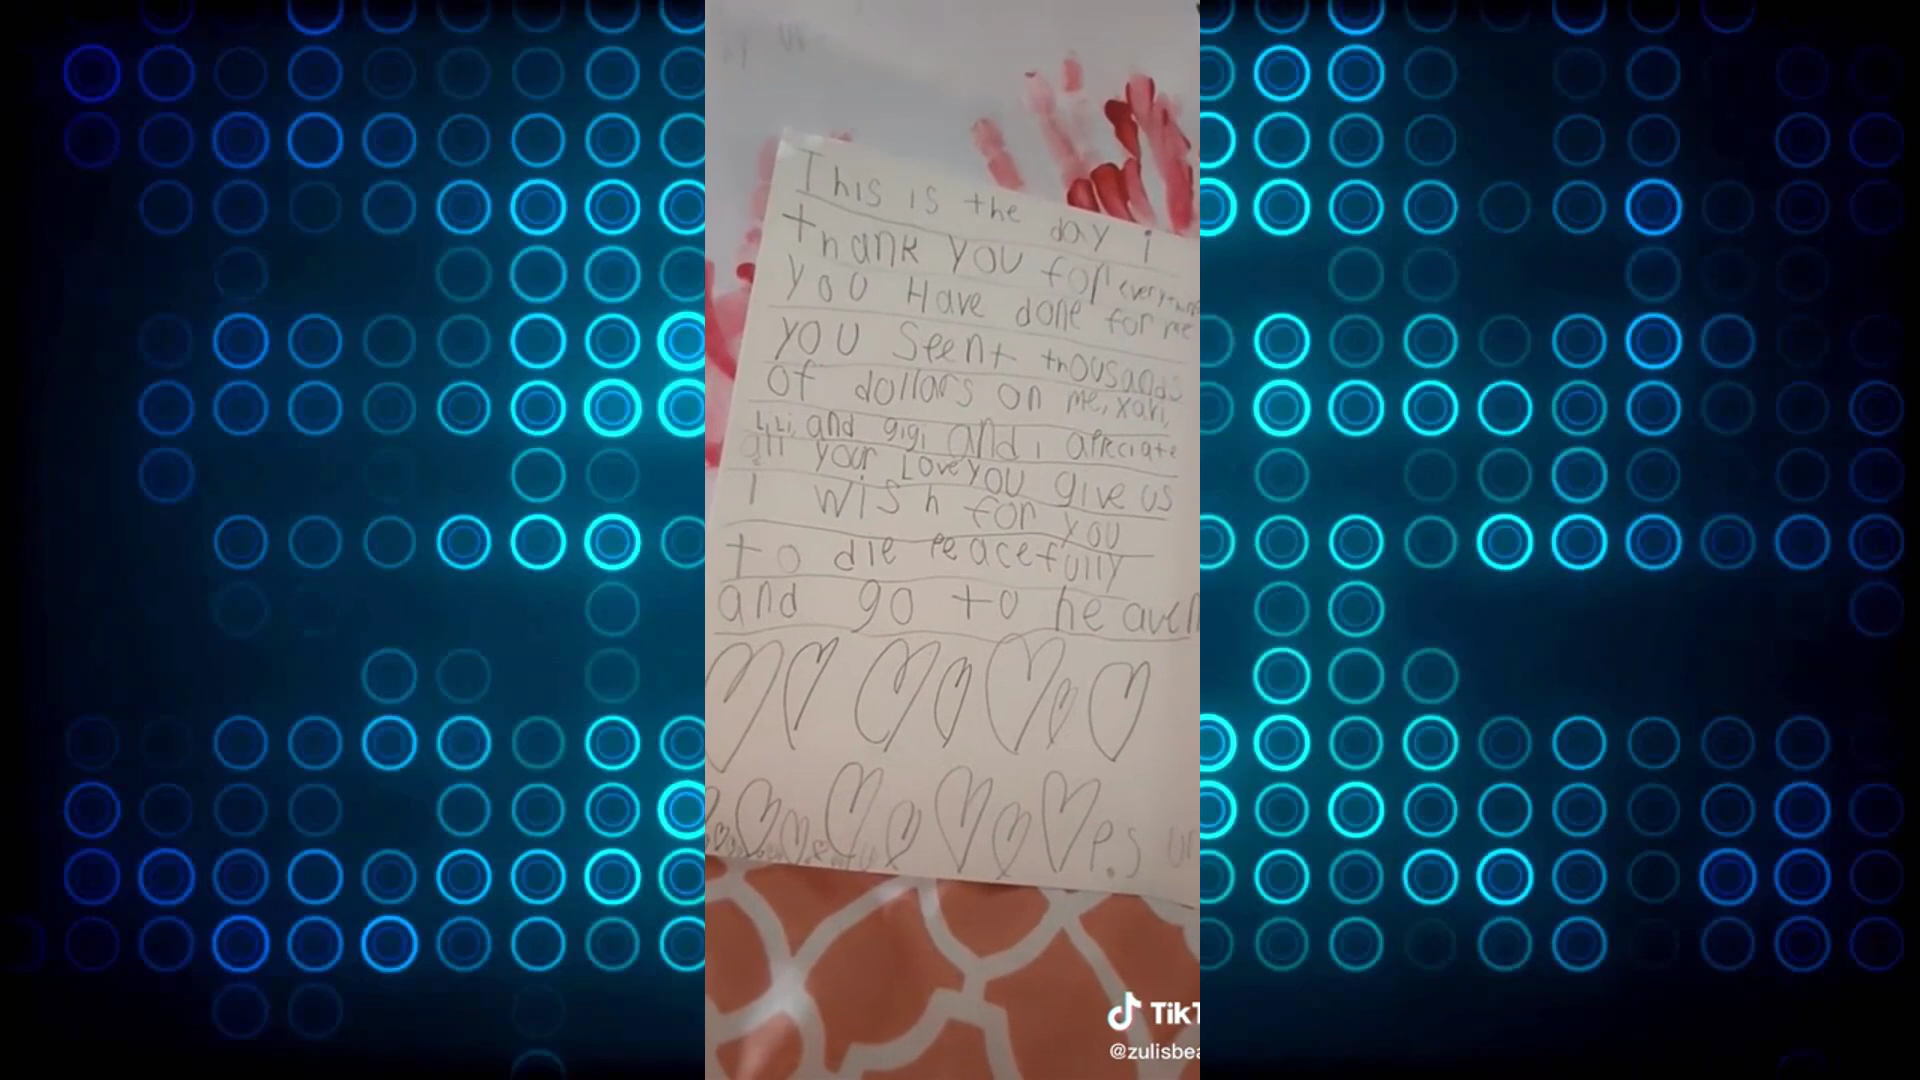 This is the day i
thank you for everything
you Have done for me
you Seent thousands
of dollars on me, xavi,
LiLi, and gigi and i appeciate
all your Love you give us
i wish for you
to die peacefully
and go to heaven
P.S
TikT
@zulisbea